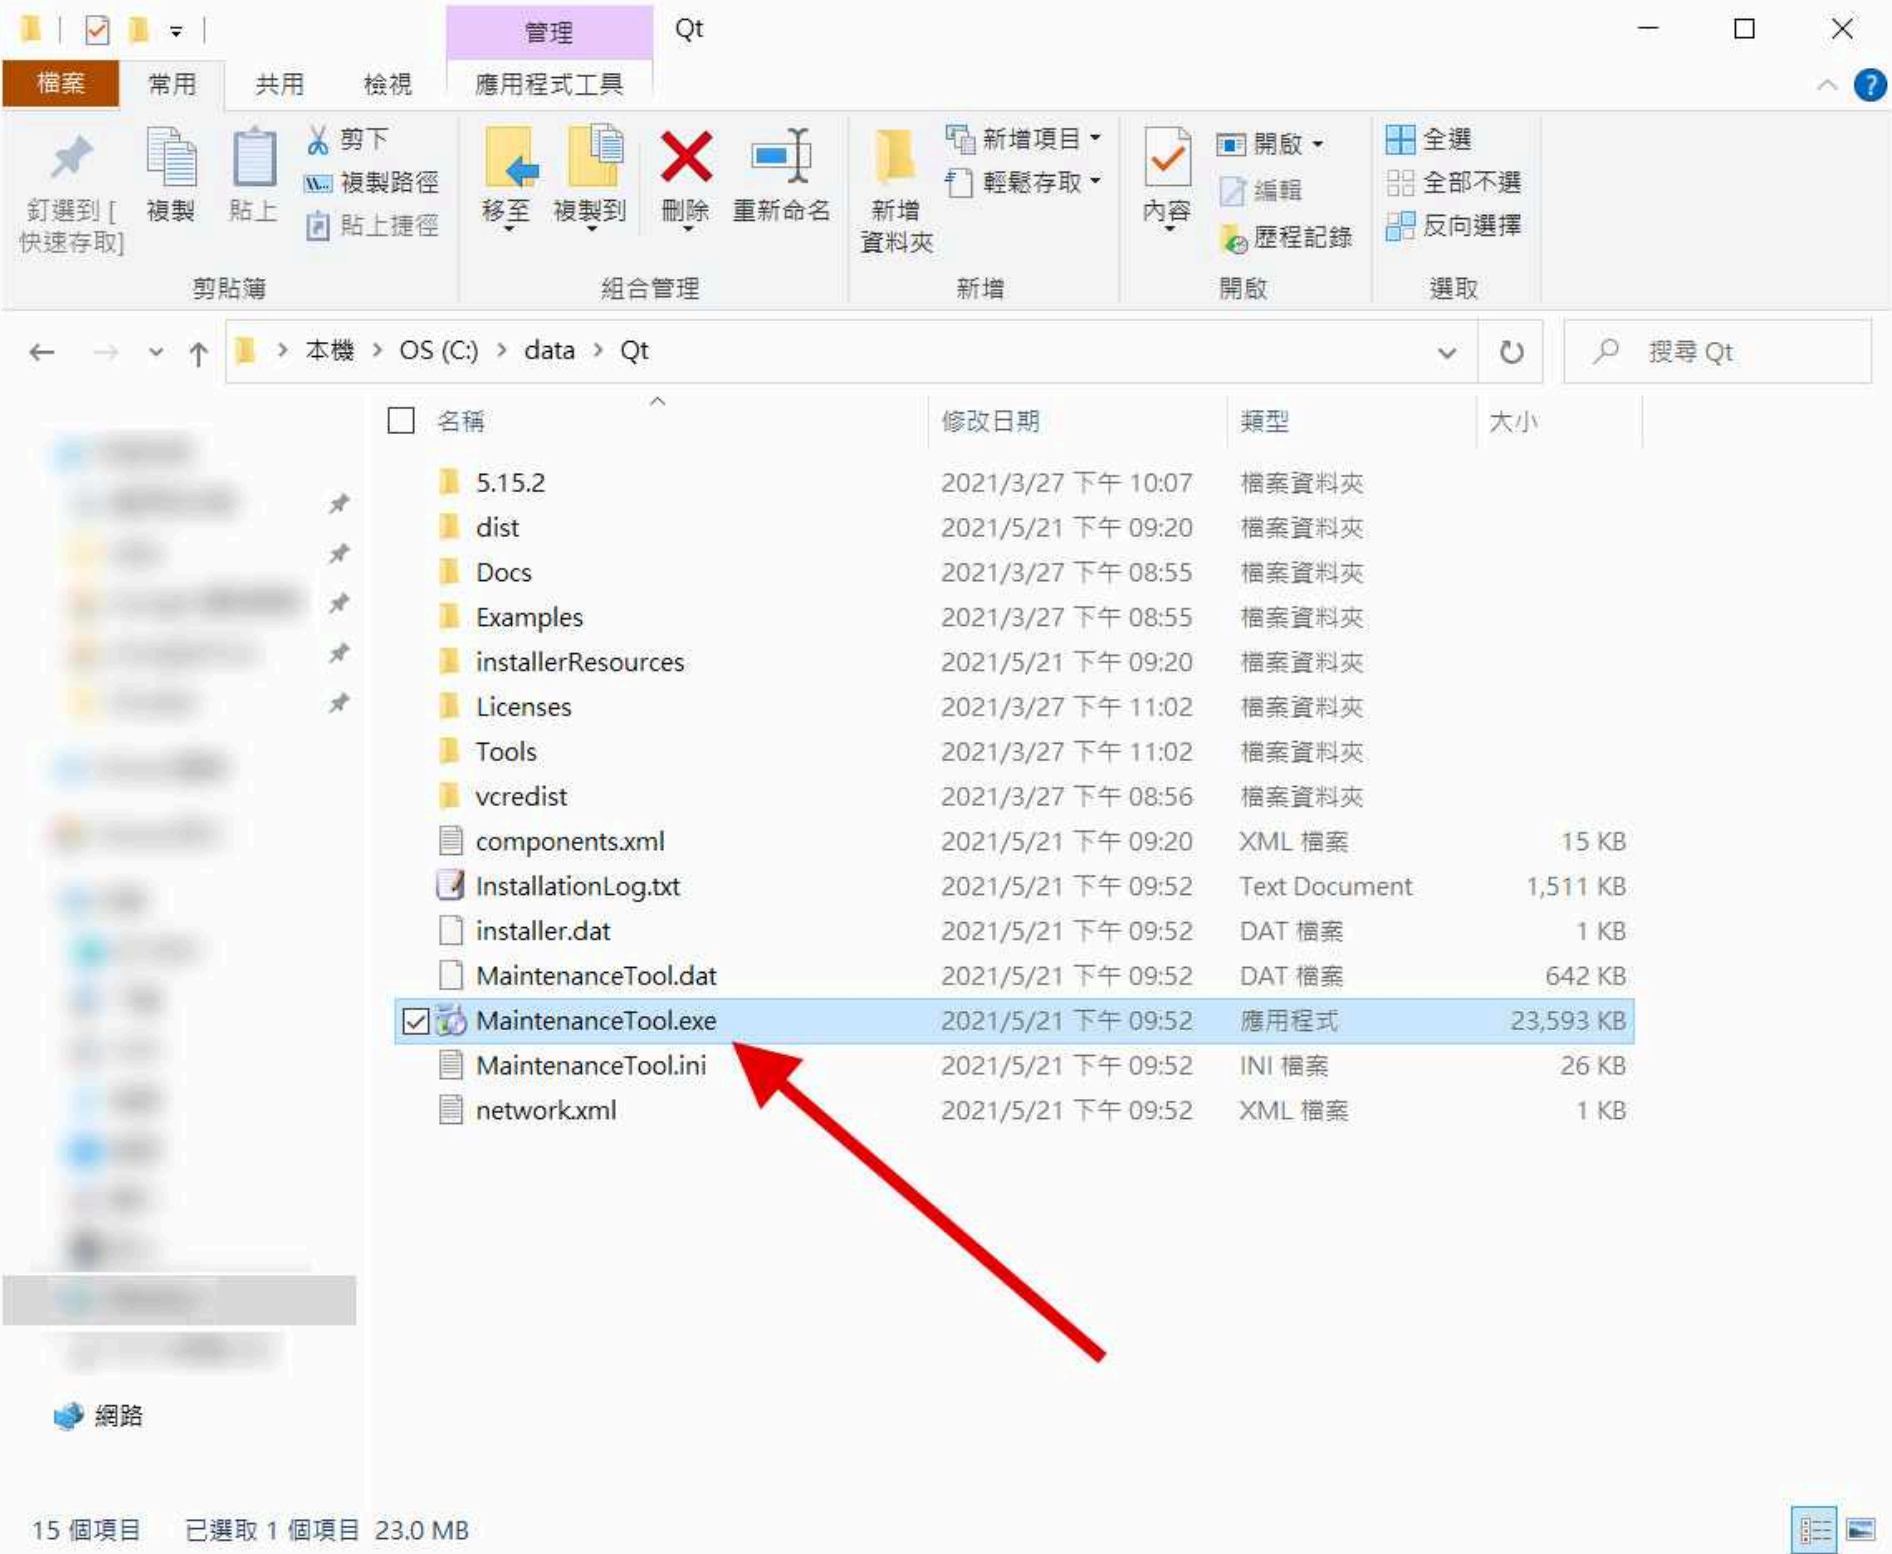 管理
Qt
檔案
常用
共用
檢視
應用程式工具
釘選到 [
快速存取]
複製
貼上
剪下
複製路徑
貼上捷徑
剪貼簿
移至
複製到
刪除
重新命名
組合管理
新增
資料夾
新增項目
輕鬆存取
新增
內容
開啟
編輯
歷程記錄
開啟
全選
全部不選
反向選擇
選取
本機 > OS (C:) > data > Qt
搜尋 Qt
名稱 修改日期 類型 大小
5.15.2 2021/3/27 下午 10:07 檔案資料夾
dist 2021/5/21 下午 09:20 檔案資料夾
Docs 2021/3/27 下午 08:55 檔案資料夾
Examples 2021/3/27 下午 08:55 檔案資料夾
installerResources 2021/5/21 下午 09:20 檔案資料夾
Licenses 2021/3/27 下午 11:02 檔案資料夾
Tools 2021/3/27 下午 11:02 檔案資料夾
vcredist 2021/3/27 下午 08:56 檔案資料夾
components.xml 2021/5/21 下午 09:20 XML 檔案 15 KB
InstallationLog.txt 2021/5/21 下午 09:52 Text Document 1,511 KB
installer.dat 2021/5/21 下午 09:52 DAT 檔案 1 KB
MaintenanceTool.dat 2021/5/21 下午 09:52 DAT 檔案 642 KB
MaintenanceTool.exe 2021/5/21 下午 09:52 應用程式 23,593 KB
MaintenanceTool.ini 2021/5/21 下午 09:52 INI 檔案 26 KB
network.xml 2021/5/21 下午 09:52 XML 檔案 1 KB
網路
15 個項目 已選取 1 個項目 23.0 MB